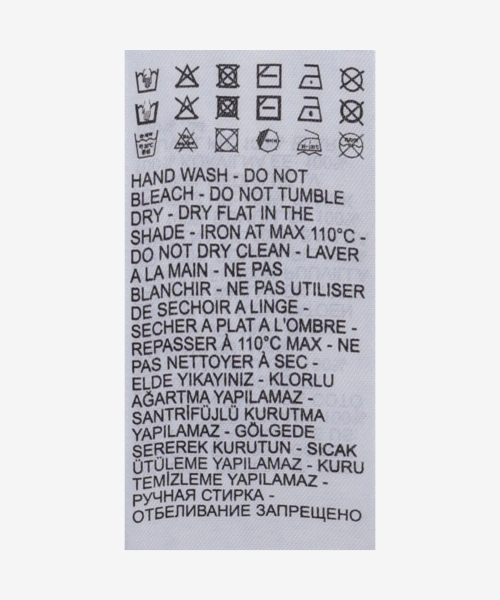 HAND WASH - DO NOT
BLEACH - DO NOT TUMBLE
DRY - DRY FLAT IN THE
SHADE - IRON AT MAX 110°C -
DO NOT DRY CLEAN - LAVER
A LA MAIN - NE PAS
BLANCHIR - NE PAS UTILISER
DE SECHOIR A LINGE -
SECHER A PLAT A L'OMBRE -
REPASSER À 110°C MAX - NE
PAS NETTOYER À SEC -
ELDE YIKAYINIZ - KLORLU
AĞARTMA YAPILAMAZ -
SANTRİFÜJLÜ KURUTMA
YAPILAMAZ - GÖLGEDE
SEREREK KURUTUN - SICAK
ÜTÜLEME YAPILAMAZ - KURU
TEMİZLEME YAPILAMAZ -
РУЧНАЯ СТИРКА -
ОТБЕЛИВАНИЕ ЗАПРЕЩЕНО